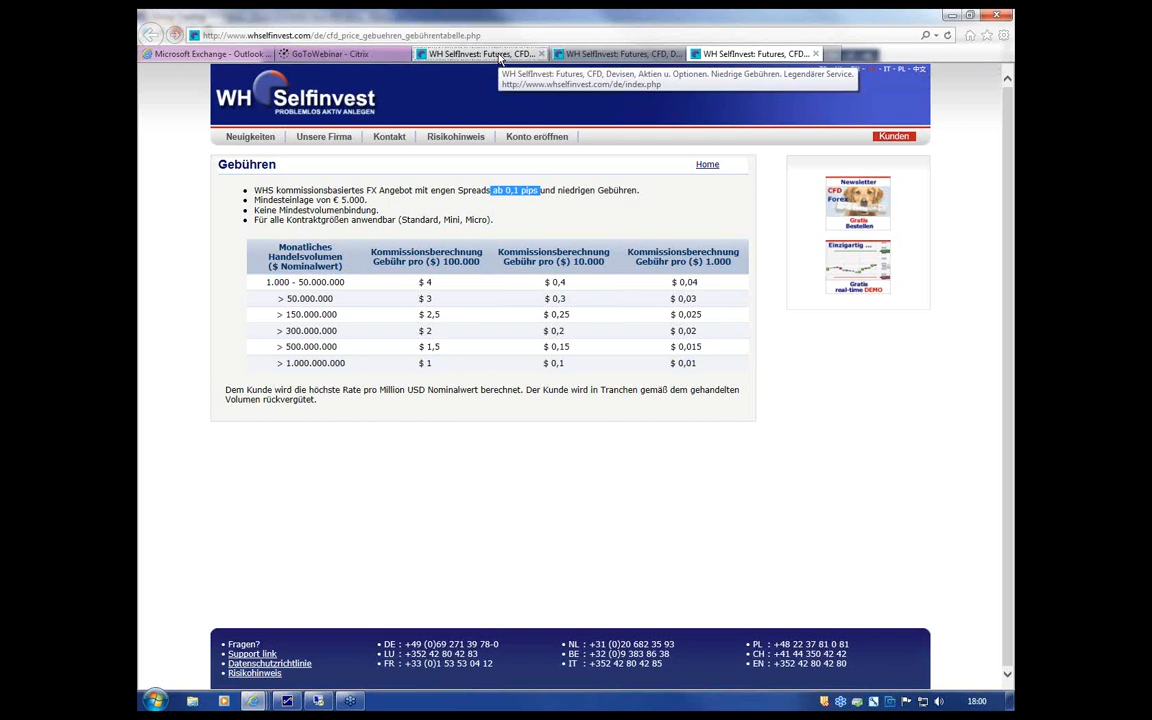 http://www.whselfinvest.com/de/cfd_price_gebuehren_gebührentabelle.php
Microsoft Exchange - Outlook ...
GoToWebinar - Citrix
WH SelfInvest: Futures, CFD...
WH SelfInvest: Futures, CFD, D...
WH SelfInvest: Futures, CFD...
WH SelfInvest: Futures, CFD, Devisen, Aktien u. Optionen. Niedrige Gebühren. Legendärer Service.
http://www.whselfinvest.com/de/index.php
IT - PL - 中文
WH Selfinvest
PROBLEMLOS AKTIV ANLEGEN
Neuigkeiten
Unsere Firma
Kontakt
Risikohinweis
Konto eröffnen
Kunden
Gebühren
Home
• WHS kommissionsbasiertes FX Angebot mit engen Spreads ab 0,1 pips und niedrigen Gebühren.
• Mindesteinlage von € 5.000.
• Keine Mindestvolumenbindung.
• Für alle Kontraktgrößen anwendbar (Standard, Mini, Micro).
Monatliches Handelsvolumen ($ Nominalwert) Kommissionsberechnung Gebühr pro ($) 100.000 Kommissionsberechnung Gebühr pro ($) 10.000 Kommissionsberechnung Gebühr pro ($) 1.000
1.000 - 50.000.000 $ 4 $ 0,4 $ 0,04
> 50.000.000 $ 3 $ 0,3 $ 0,03
> 150.000.000 $ 2,5 $ 0,25 $ 0,025
> 300.000.000 $ 2 $ 0,2 $ 0,02
> 500.000.000 $ 1,5 $ 0,15 $ 0,015
> 1.000.000.000 $ 1 $ 0,1 $ 0,01
Dem Kunde wird die höchste Rate pro Million USD Nominalwert berechnet. Der Kunde wird in Tranchen gemäß dem gehandelten
Volumen rückvergütet.
Newsletter
CFD
Forex
Gratis
Bestellen
Einzigartig ...
Gratis
real-time DEMO
• Fragen?
• Support link
• Datenschutzrichtlinie
• Risikohinweis
• DE : +49 (0)69 271 39 78-0
• LU : +352 42 80 42 83
• FR : +33 (0)1 53 53 04 12
• NL : +31 (0)20 682 35 93
• BE : +32 (0)9 383 86 38
• IT : +352 42 80 42 85
• PL : +48 22 37 81 0 81
• CH : +41 44 350 42 42
• EN : +352 42 80 42 80
18:00